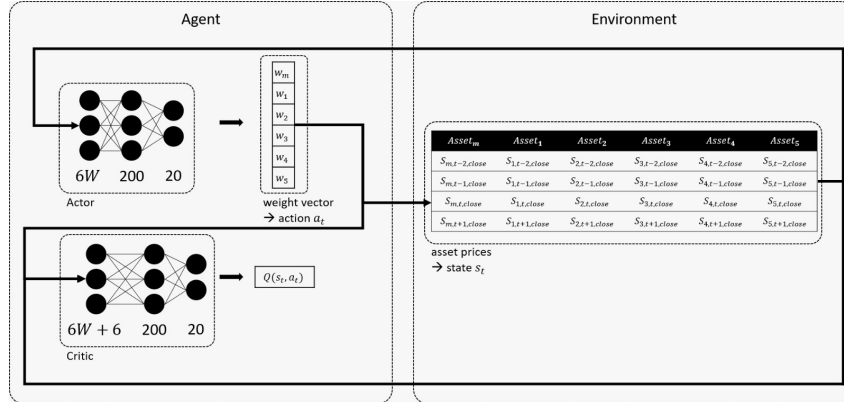 Agent
Environment
6W 200 20
Actor
w_m
w_1
w_2
w_3
w_4
w_5
weight vector
→ action a_t
Asset_m Asset_1 Asset_2 Asset_3 Asset_4 Asset_5
S_{m,t−2,close} S_{1,t−2,close} S_{2,t−2,close} S_{3,t−2,close} S_{4,t−2,close} S_{5,t−2,close}
S_{m,t−1,close} S_{1,t−1,close} S_{2,t−1,close} S_{3,t−1,close} S_{4,t−1,close} S_{5,t−1,close}
S_{m,t,close} S_{1,t,close} S_{2,t,close} S_{3,t,close} S_{4,t,close} S_{5,t,close}
S_{m,t+1,close} S_{1,t+1,close} S_{2,t+1,close} S_{3,t+1,close} S_{4,t+1,close} S_{5,t+1,close}
asset prices
→ state s_t
6W + 6 200 20
Critic
Q(s_t, a_t)